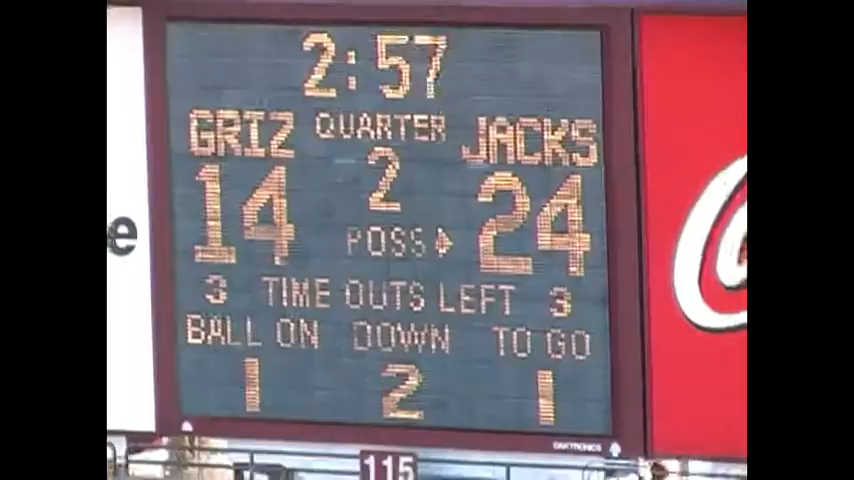 2:57
GRIZ QUARTER JACKS
14 2 24
POSS
3 TIME OUTS LEFT 3
BALL ON DOWN TO GO
1 2 1
DAKTRONICS
115
e